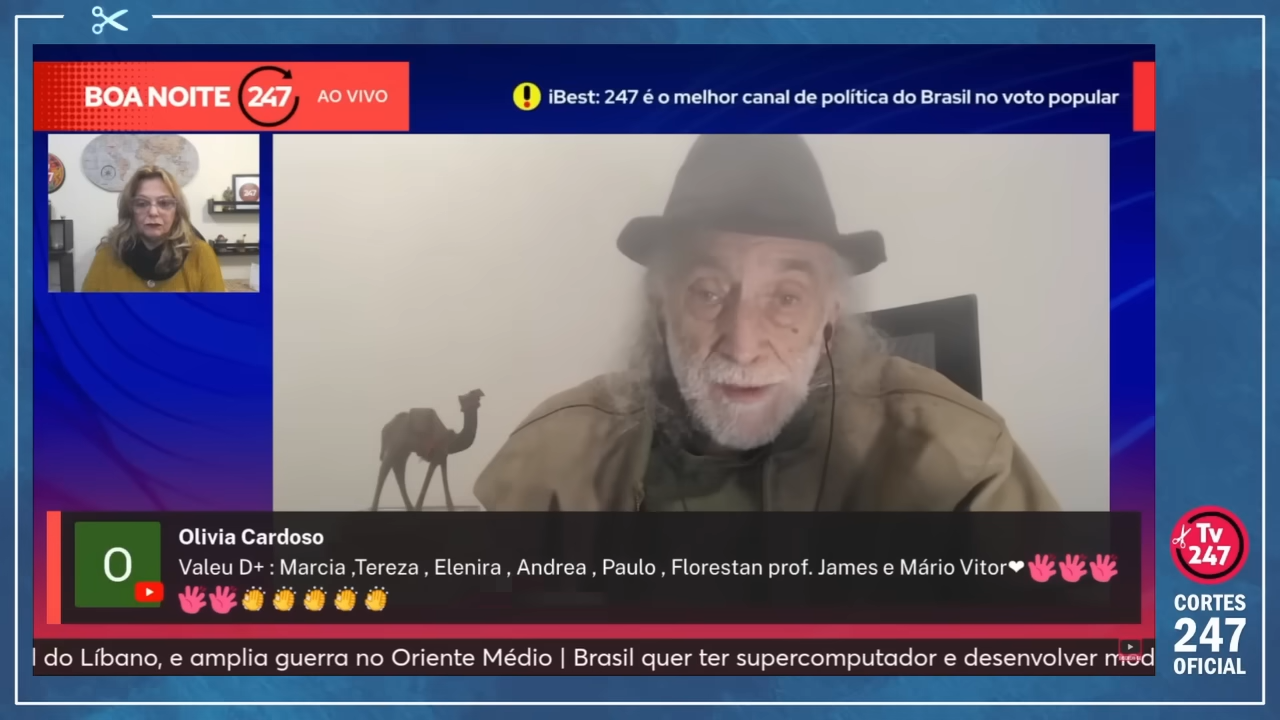 BOA NOITE 247 AO VIVO
iBest: 247 é o melhor canal de política do Brasil no voto popular
Olivia Cardoso
O
Valeu D+ : Marcia ,Tereza , Elenira , Andrea , Paulo , Florestan prof. James e Mário Vitor❤👋👋👋
👋👋👏👏👏👏👏
do Líbano, e amplia guerra no Oriente Médio | Brasil quer ter supercomputador e desenvolver mod
Tv
247
CORTES
247
OFICIAL